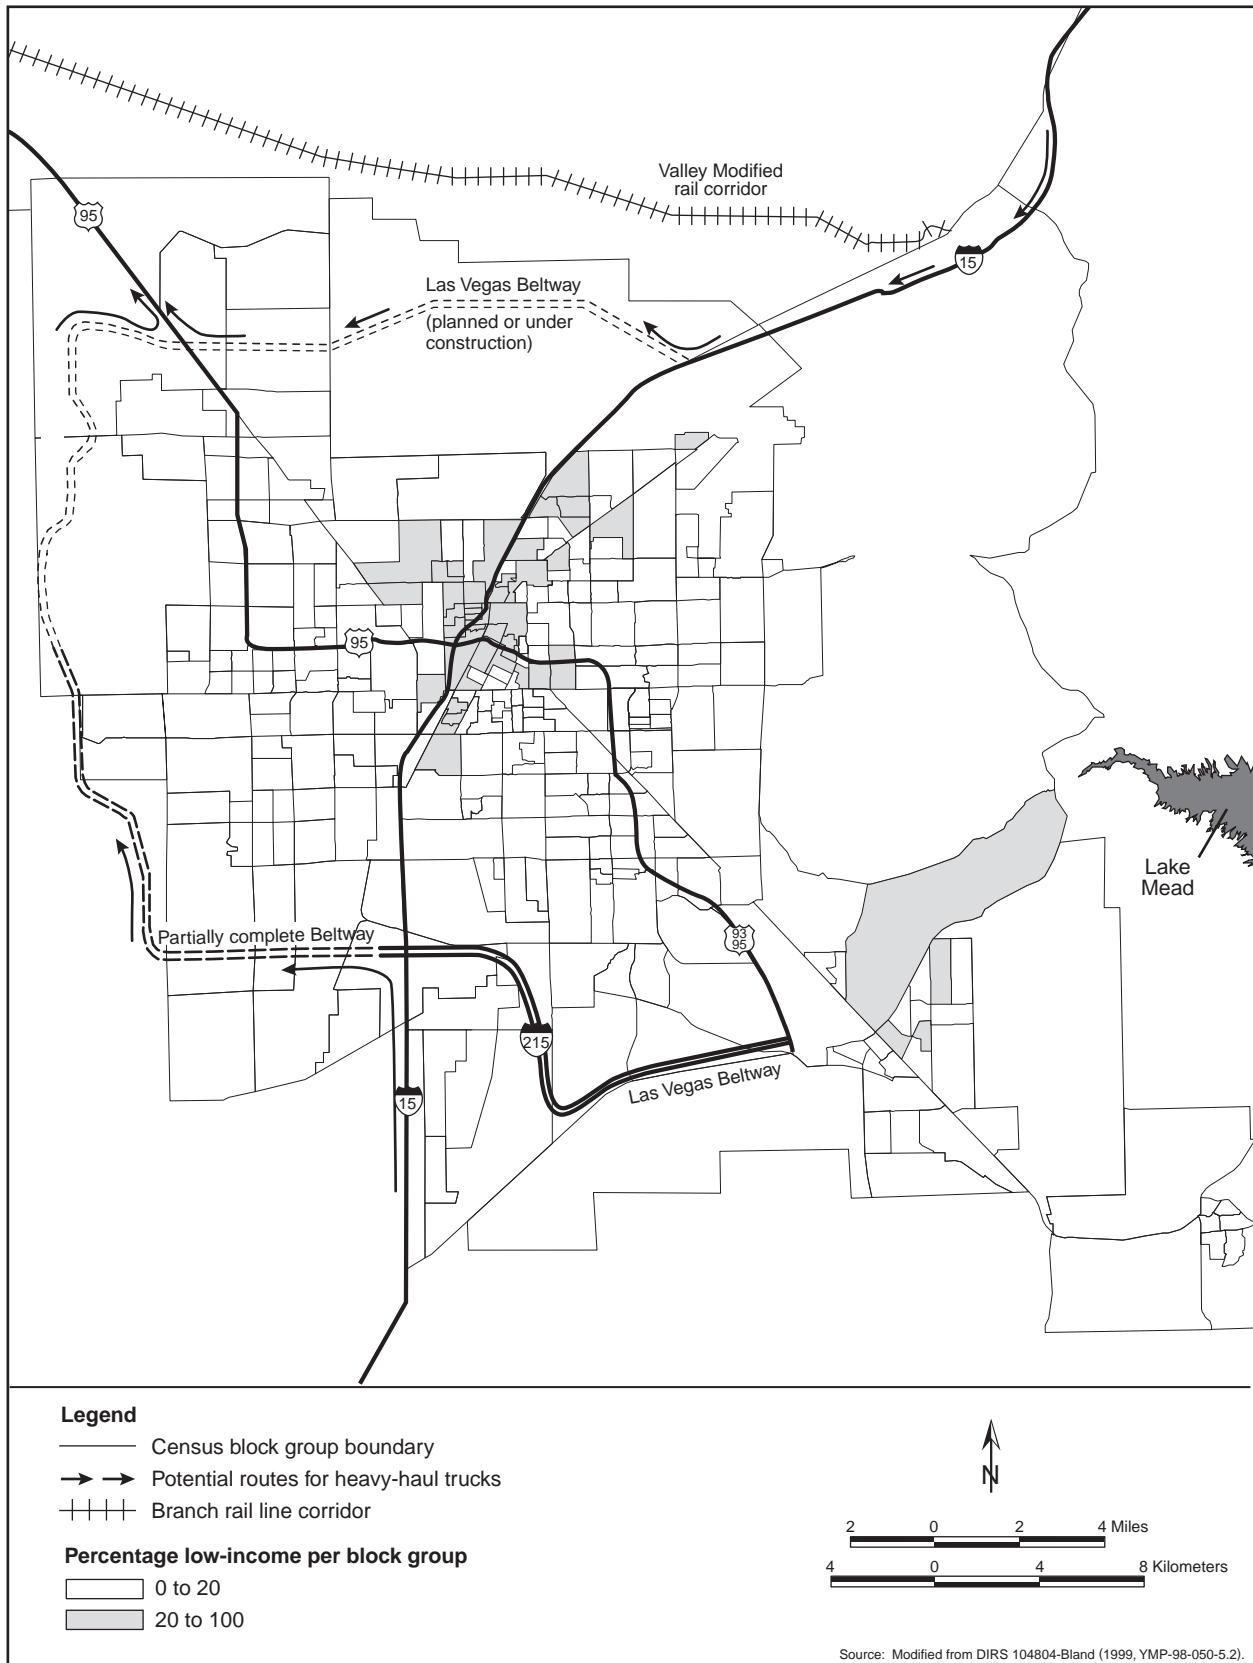 Valley Modified
rail corridor
95
15
Las Vegas Beltway
(planned or under
construction)
95
Lake
Mead
Partially complete Beltway
93
95
215
Las Vegas Beltway
15
Legend
Census block group boundary
Potential routes for heavy-haul trucks
Branch rail line corridor
Percentage low-income per block group
0 to 20
20 to 100
N
2 0 2 4 Miles
4 0 4 8 Kilometers
Source: Modified from DIRS 104804-Bland (1999, YMP-98-050-5.2).